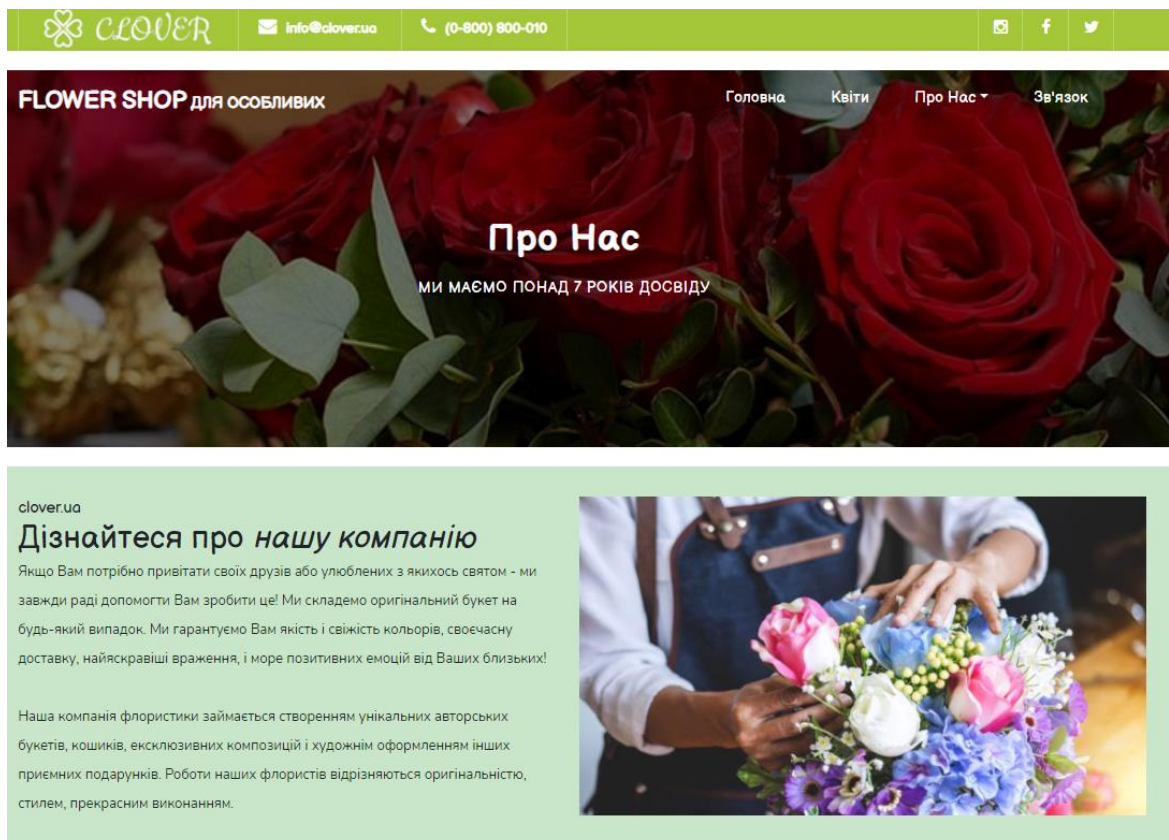 CLOVER
info@clover.ua
(0-800) 800-010
FLOWER SHOP для особливих
Головна
Квіти
Про Нас
Зв'язок
Про Нас
МИ МАЄМО ПОНАД 7 РОКІВ ДОСВІДУ
clover.ua
Дізнайтеся про нашу компанію
Якщо Вам потрібно привітати своїх друзів або улюблених з якихось святом - ми
завжди раді допомогти Вам зробити це! Ми складемо оригінальний букет на
будь-який випадок. Ми гарантуємо Вам якість і свіжість кольорів, своєчасну
доставку, найяскравіші враження, і море позитивних емоцій від Ваших близьких!
Наша компанія флористики займається створенням унікальних авторських
букетів, кошиків, ексклюзивних композицій і художнім оформленням інших
приємних подарунків. Роботи наших флористів відрізняються оригінальністю,
стилем, прекрасним виконанням.